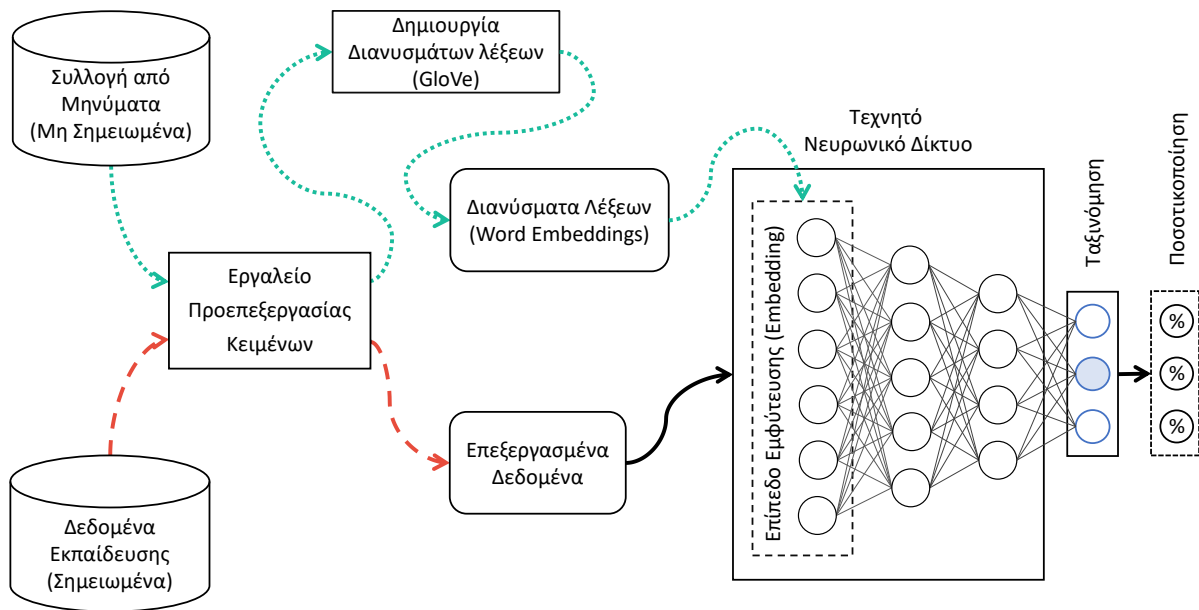 Συλλογή από
Μηνύματα
(Μη Σημειωμένα)
Δημιουργία
Διανυσμάτων λέξεων
(GloVe)
Εργαλείο
Προεπεξεργασίας
Κειμένων
Διανύσματα Λέξεων
(Word Embeddings)
Δεδομένα
Εκπαίδευσης
(Σημειωμένα)
Επεξεργασμένα
Δεδομένα
Τεχνητό
Νευρωνικό Δίκτυο
Επίπεδο Εμφύτευσης (Embedding)
Ταξινόμηση
Ποσοτικοποίηση
%
%
%